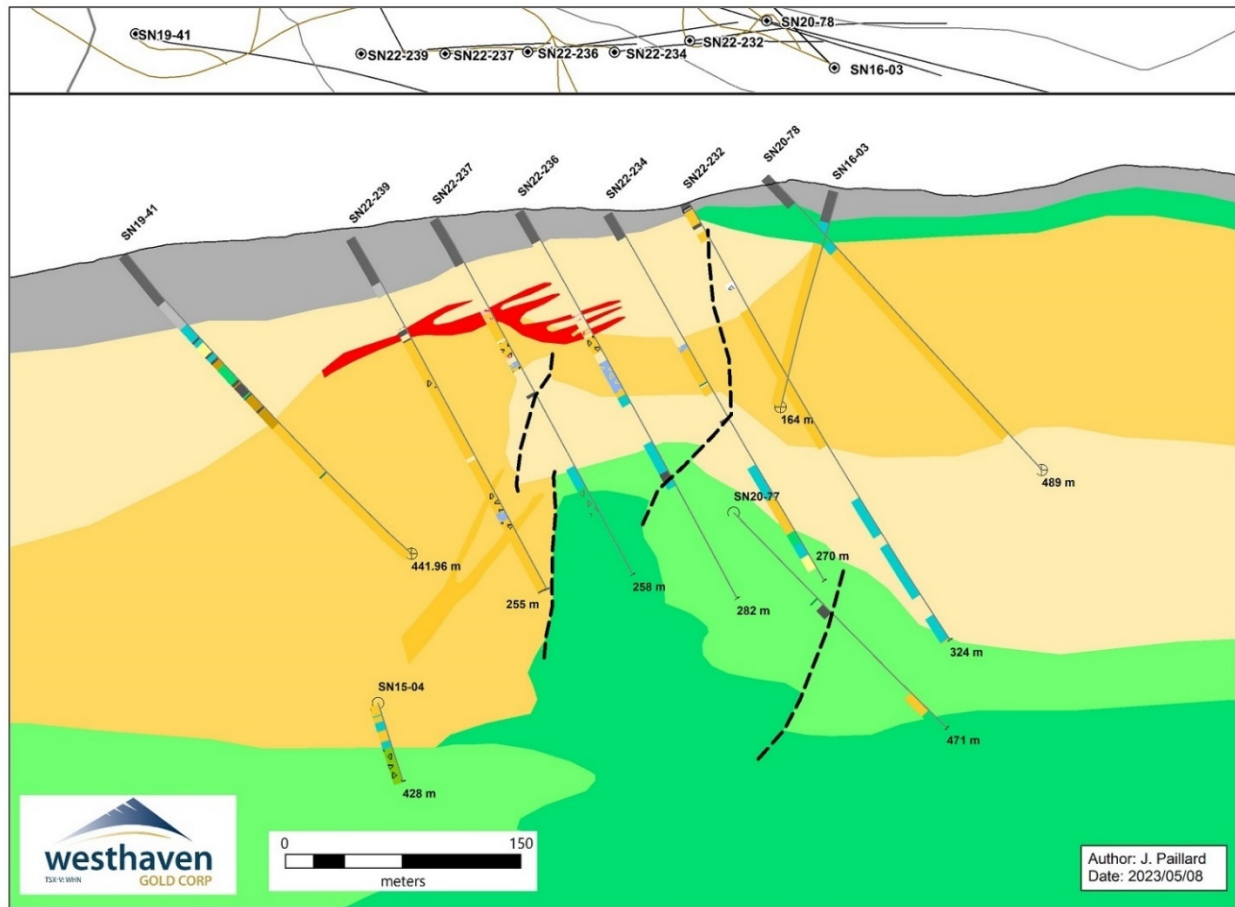 SN20-78
SN19-41
SN22-232
SN22-239
SN22-237
SN22-236
SN22-234
SN16-03
SN20-78
SN16-03
SN22-232
SN22-236
SN22-234
SN22-237
SN22-239
SN19-41
164 m
489 m
SN20-77
441.96 m
270 m
258 m
255 m
282 m
324 m
SN15-04
471 m
428 m
westhaven
TSX-V: WHN
GOLD CORP
0
150
meters
Author: J. Paillard
Date: 2023/05/08